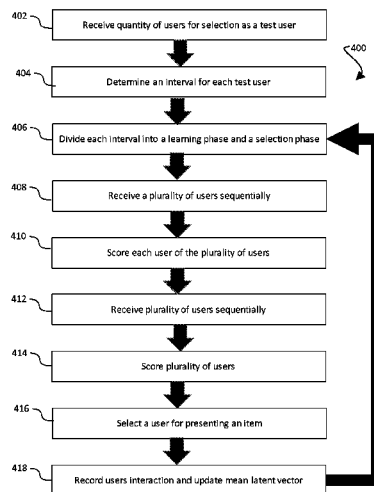 402
Receive quantity of users for selection as a test user
400
404
Determine an interval for each test user
406
Divide each interval into a learning phase and a selection phase
408
Receive a plurality of users sequentially
410
Score each user of the plurality of users
412
Receive plurality of users sequentially
414
Score plurality of users
416
Select a user for presenting an item
418
Record users interaction and update mean latent vector